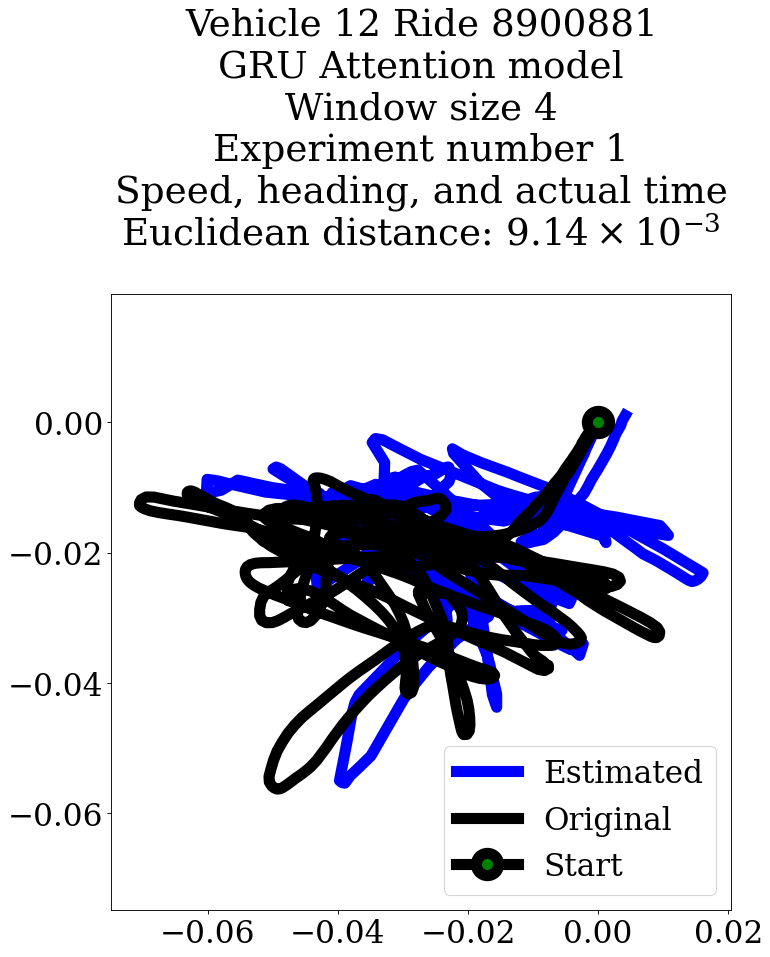 Vehicle 12 Ride 8900881
GRU Attention model
Window size 4
Experiment number 1
Speed, heading, and actual time
Euclidean distance: 9.14 × 10⁻³
0.00
−0.02
−0.04
−0.06
Estimated
Original
Start
−0.06 −0.04 −0.02 0.00 0.02